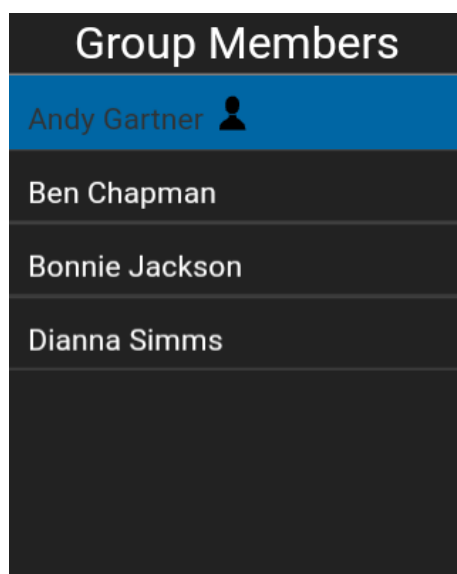 Group Members
Andy Gartner
Ben Chapman
Bonnie Jackson
Dianna Simms